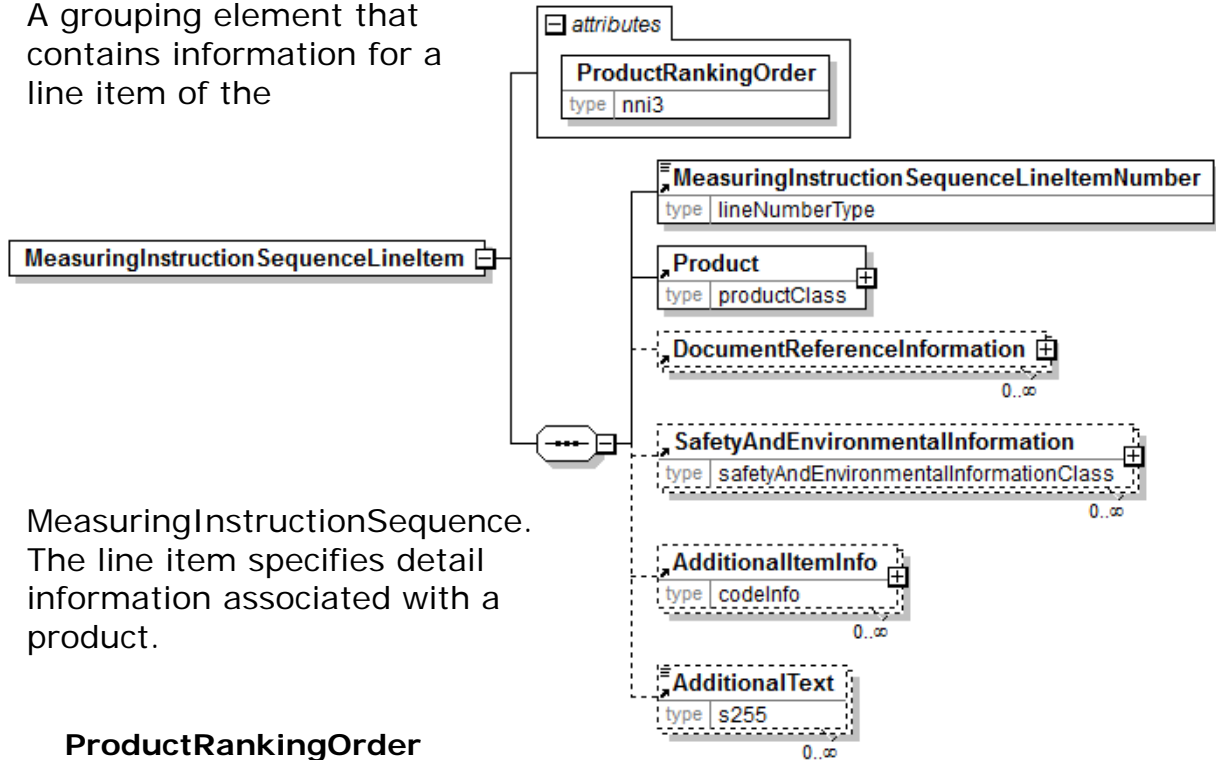 A grouping element that
contains information for a
line item of the
attributes
ProductRankingOrder
type nni3
MeasuringInstructionSequenceLineItem
MeasuringInstructionSequenceLineItemNumber
type lineNumberType
Product
type productClass
DocumentReferenceInformation
0..∞
SafetyAndEnvironmentalInformation
type safetyAndEnvironmentalInformationClass
0..∞
AdditionalItemInfo
type codeInfo
0..∞
AdditionalText
type s255
0..∞
MeasuringInstructionSequence.
The line item specifies detail
information associated with a
product.
ProductRankingOrder